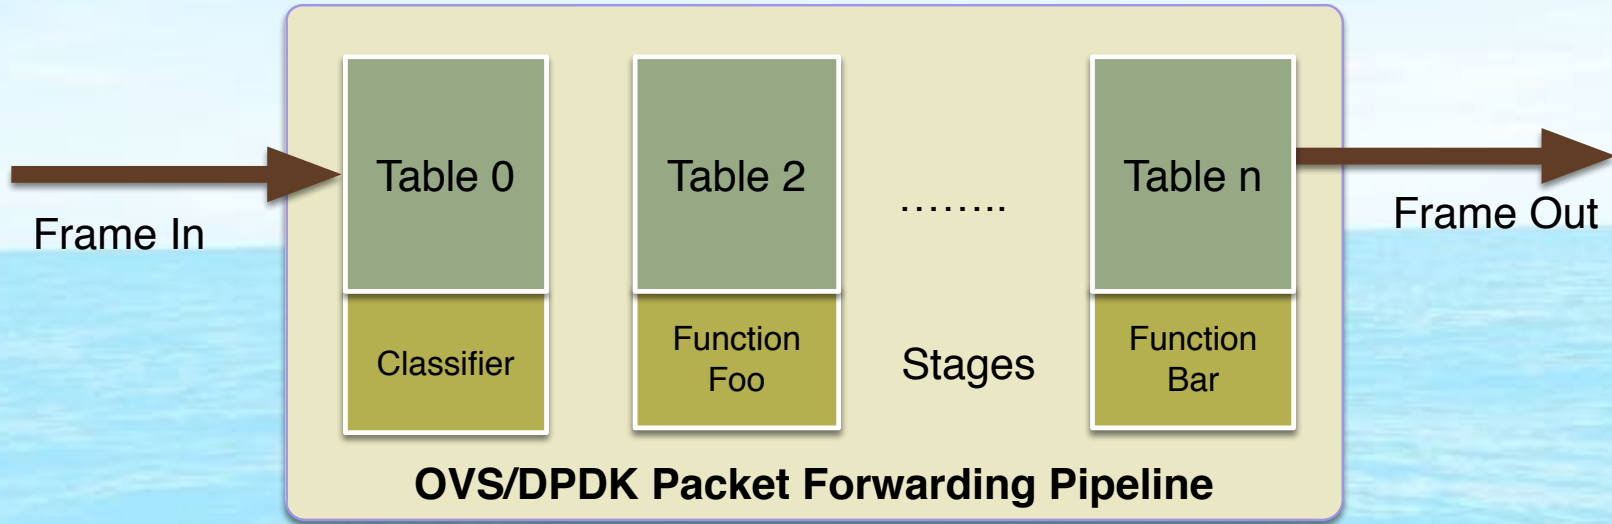 Table 0
Table 2
Table n
........
Frame In
Frame Out
Classifier
Function
Foo
Stages
Function
Bar
OVS/DPDK Packet Forwarding Pipeline